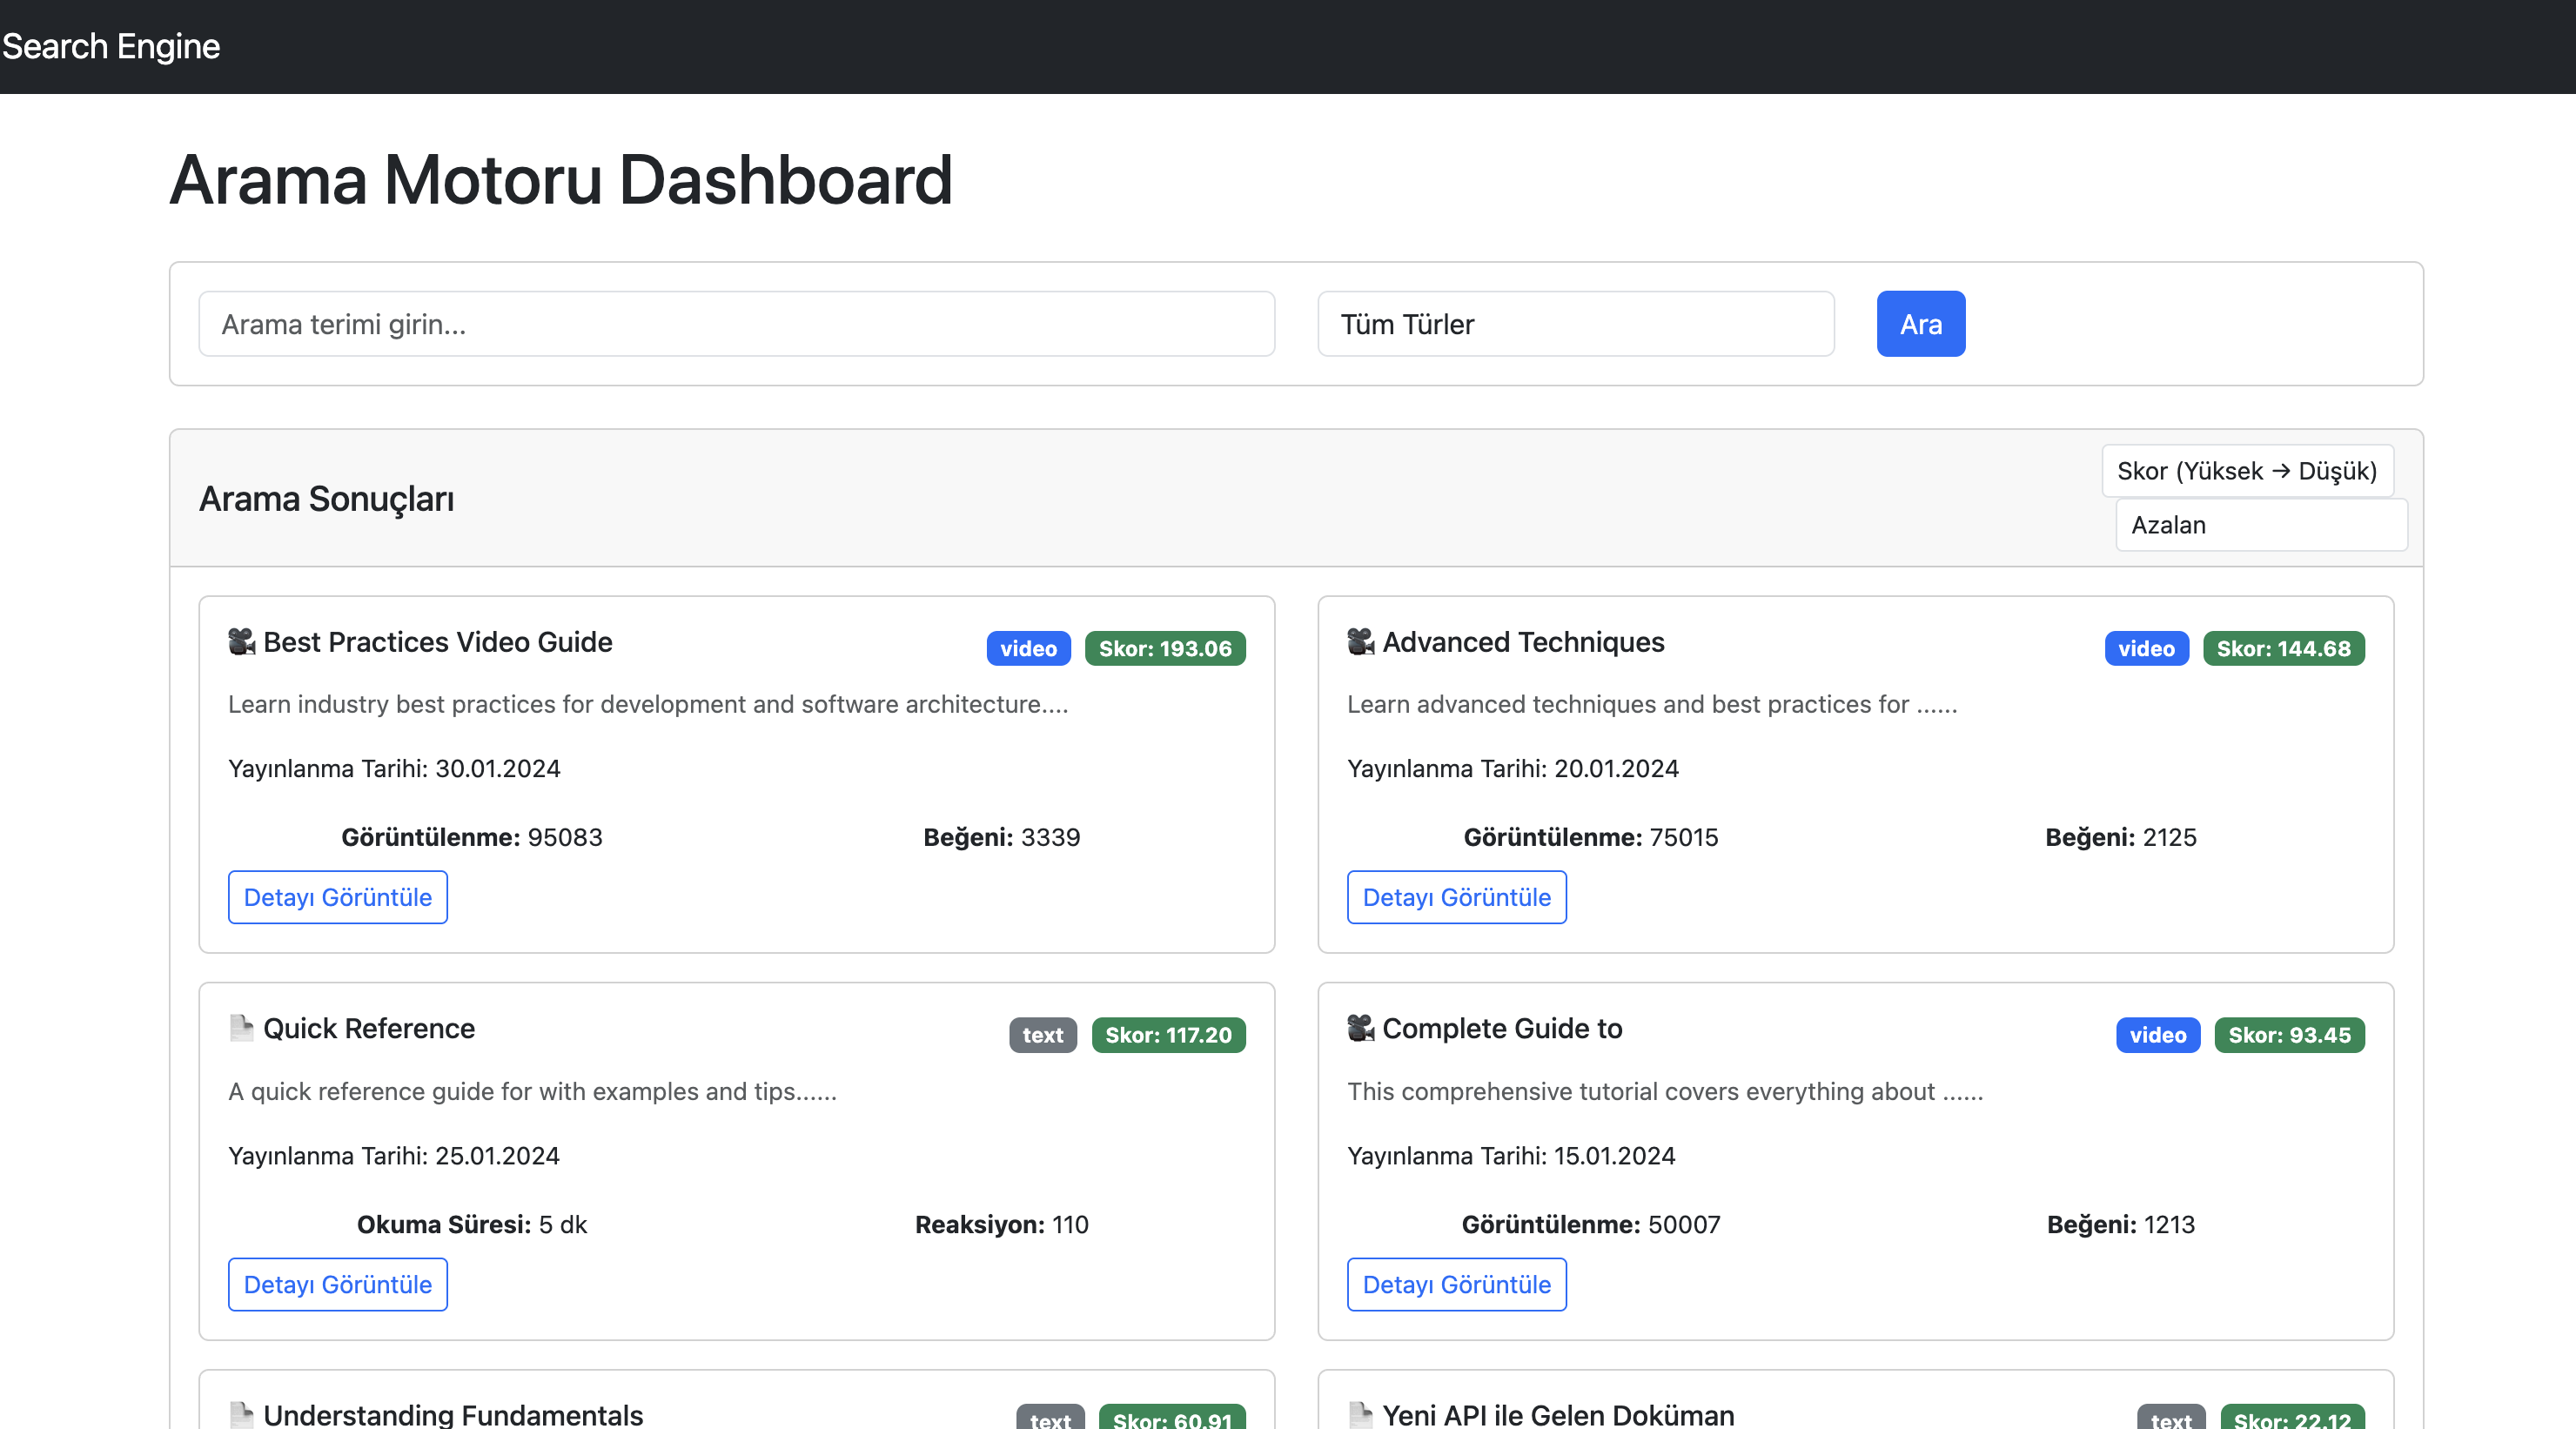 Search Engine
Arama Motoru Dashboard
Arama terimi girin...
Tüm Türler
Ara
Arama Sonuçları
Skor (Yüksek → Düşük)
Azalan
Best Practices Video Guide
video
Skor: 193.06
Learn industry best practices for development and software architecture....
Yayınlanma Tarihi: 30.01.2024
Görüntülenme: 95083
Beğeni: 3339
Detayı Görüntüle
Advanced Techniques
video
Skor: 144.68
Learn advanced techniques and best practices for ......
Yayınlanma Tarihi: 20.01.2024
Görüntülenme: 75015
Beğeni: 2125
Detayı Görüntüle
Quick Reference
text
Skor: 117.20
A quick reference guide for with examples and tips......
Yayınlanma Tarihi: 25.01.2024
Okuma Süresi: 5 dk
Reaksiyon: 110
Detayı Görüntüle
Complete Guide to
video
Skor: 93.45
This comprehensive tutorial covers everything about ......
Yayınlanma Tarihi: 15.01.2024
Görüntülenme: 50007
Beğeni: 1213
Detayı Görüntüle
Understanding Fundamentals
text
Skor: 60.91
Yeni API ile Gelen Doküman
text
Skor: 22.12